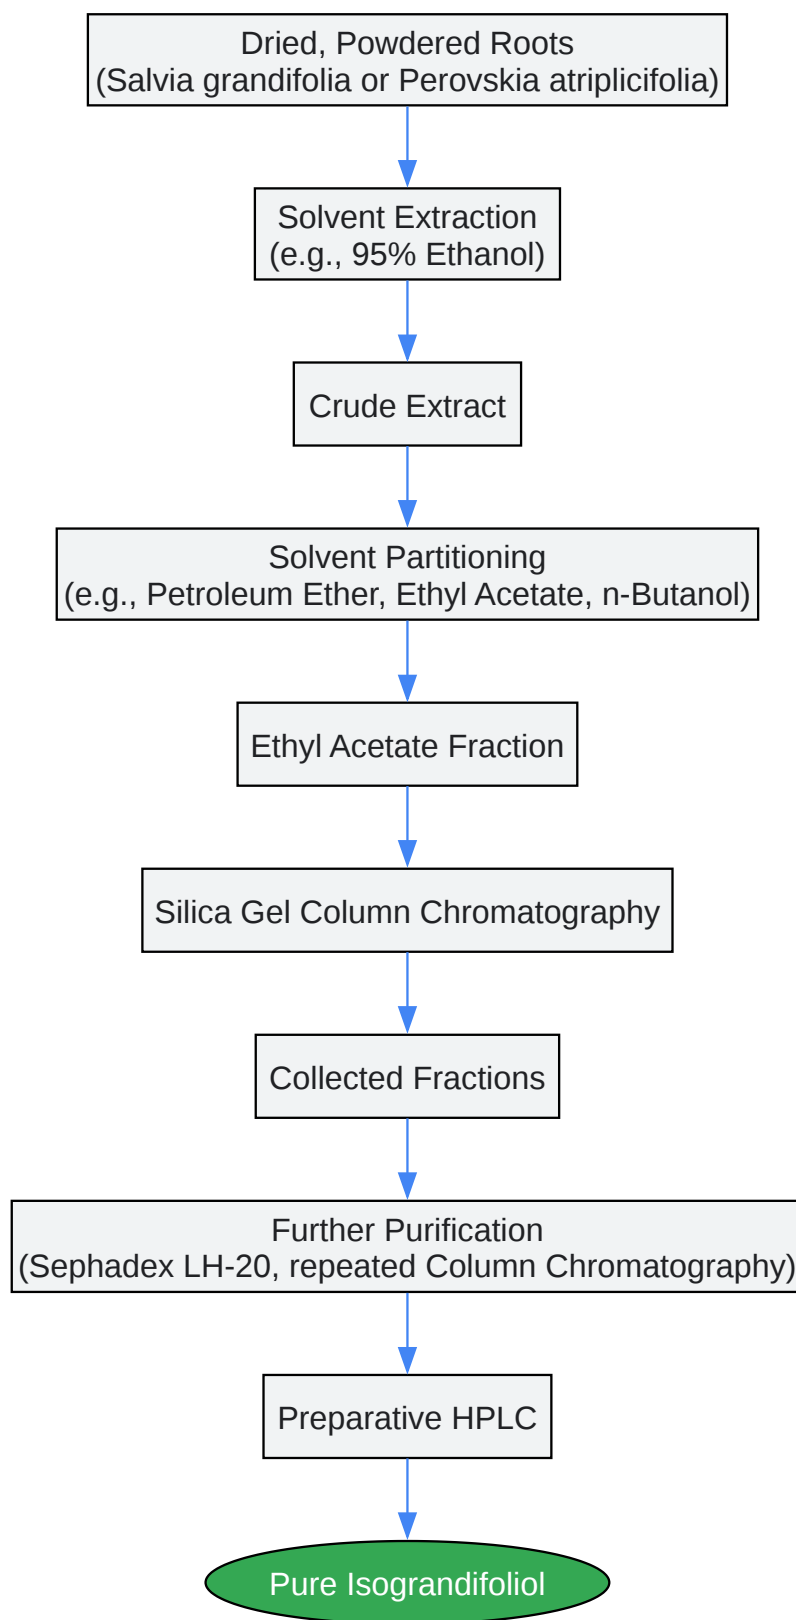 Dried, Powdered Roots
(Salvia grandifolia or Perovskia atriplicifolia)
Solvent Extraction
(e.g., 95% Ethanol)
Crude Extract
Solvent Partitioning
(e.g., Petroleum Ether, Ethyl Acetate, n-Butanol)
Ethyl Acetate Fraction
Silica Gel Column Chromatography
Collected Fractions
Further Purification
(Sephadex LH-20, repeated Column Chromatography)
Preparative HPLC
Pure Isograndifoliol